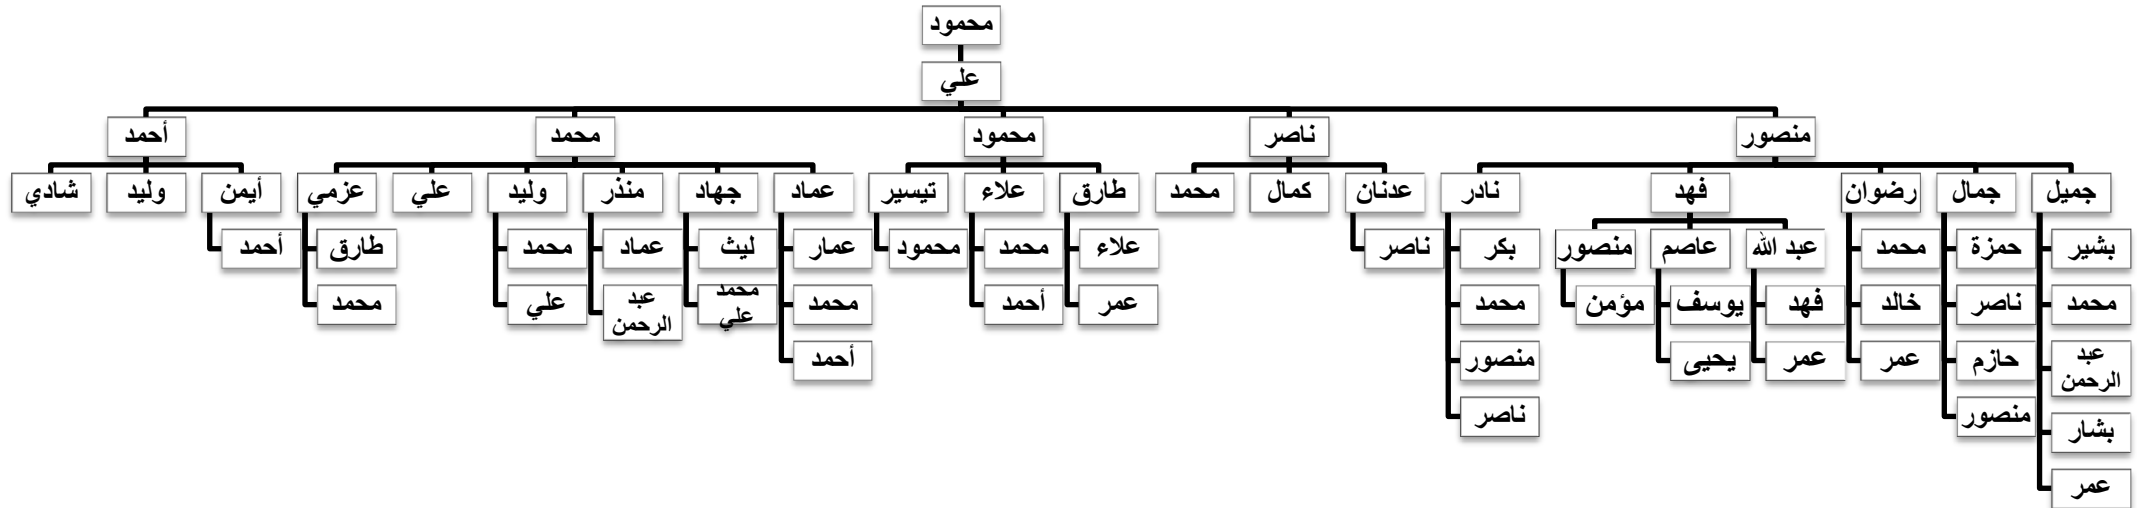 محمود
علي
منصور
ناصر
محمود
محمد
أحمد
جميل
جمال
رضوان
فهد
نادر
عدنان
كمال
محمد
طارق
علاء
تيسير
عماد
جهاد
منذر
وليد
علي
عزمي
أيمن
وليد
شادي
بشير
حمزة
محمد
عبد الله
عاصم
منصور
بكر
ناصر
علاء
محمد
محمود
عمار
ليث
عماد
محمد
طارق
أحمد
محمد
ناصر
خالد
فهد
يوسف
مؤمن
محمد
عمر
أحمد
محمد
محمد
علي
عبد
الرحمن
علي
محمد
عبد
الرحمن
حازم
عمر
عمر
يحيى
منصور
أحمد
بشار
منصور
ناصر
عمر